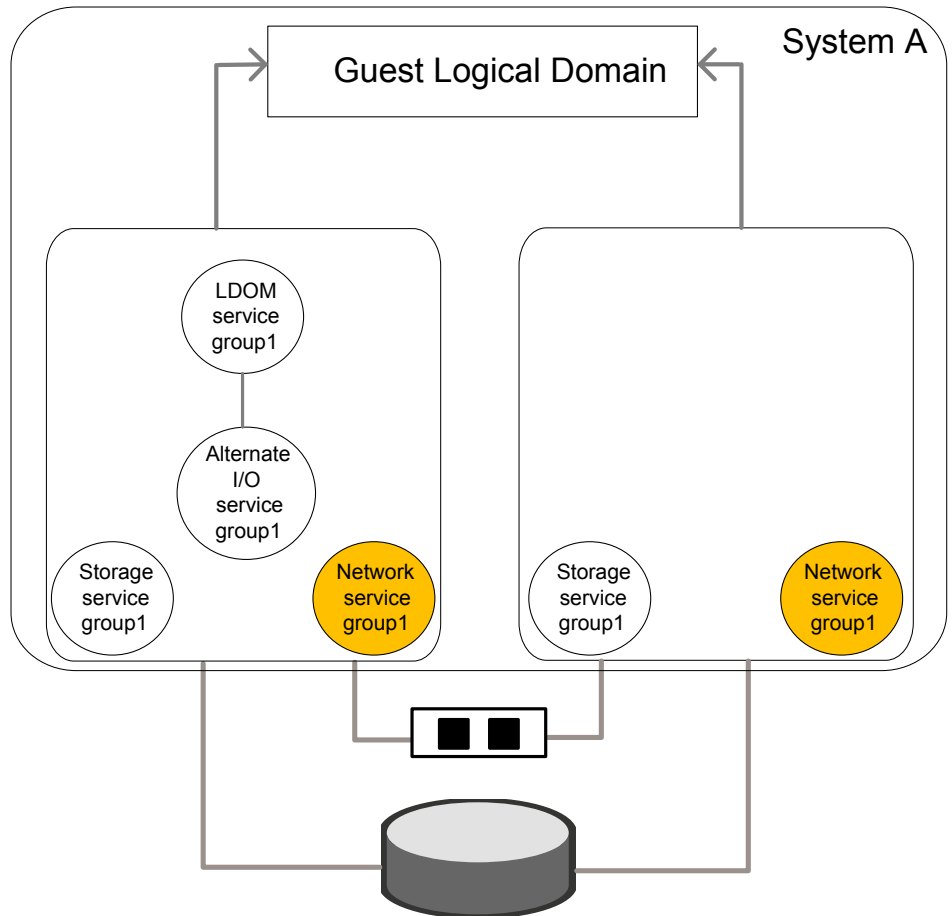 System A
Guest Logical Domain
LDOM
service
group1
Alternate
I/O
service
group1
Storage
service
group1
Network
service
group1
Storage
service
group1
Network
service
group1